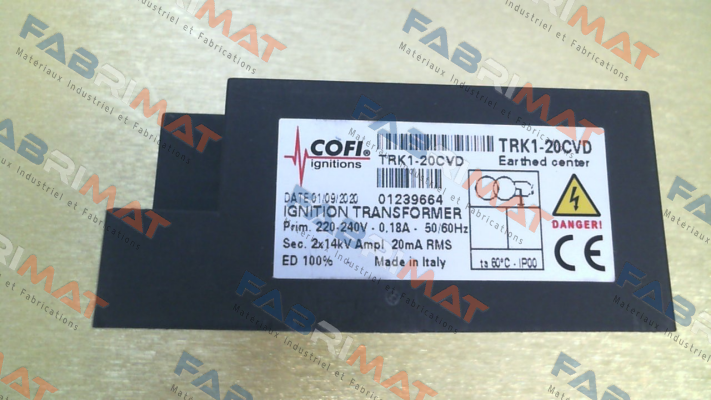 COFI®
ignitions
TRK1-20CVD
TRK1-20CVD
Earthed center
DATE 01/09/2020 01239664
IGNITION TRANSFORMER
Prim. 220-240V - 0,18A - 50/60Hz
Sec. 2x14kV Ampl. 20mA RMS
ED 100% Made in Italy
ta 60°C - IP00
DANGER!
CE
FABRIMAT
Matériaux Industriel et Fabrications